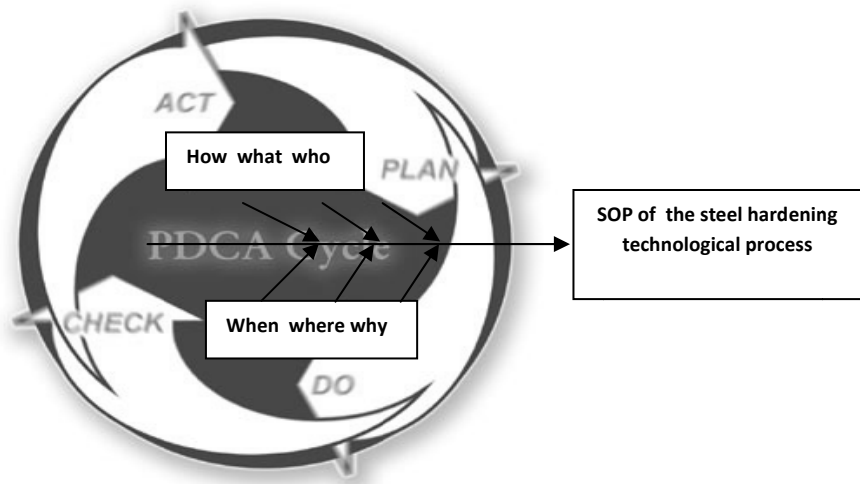 ACT
How what who
PLAN
SOP of the steel hardening
technological process
PDCA Cycle
When where why
CHECK
DO